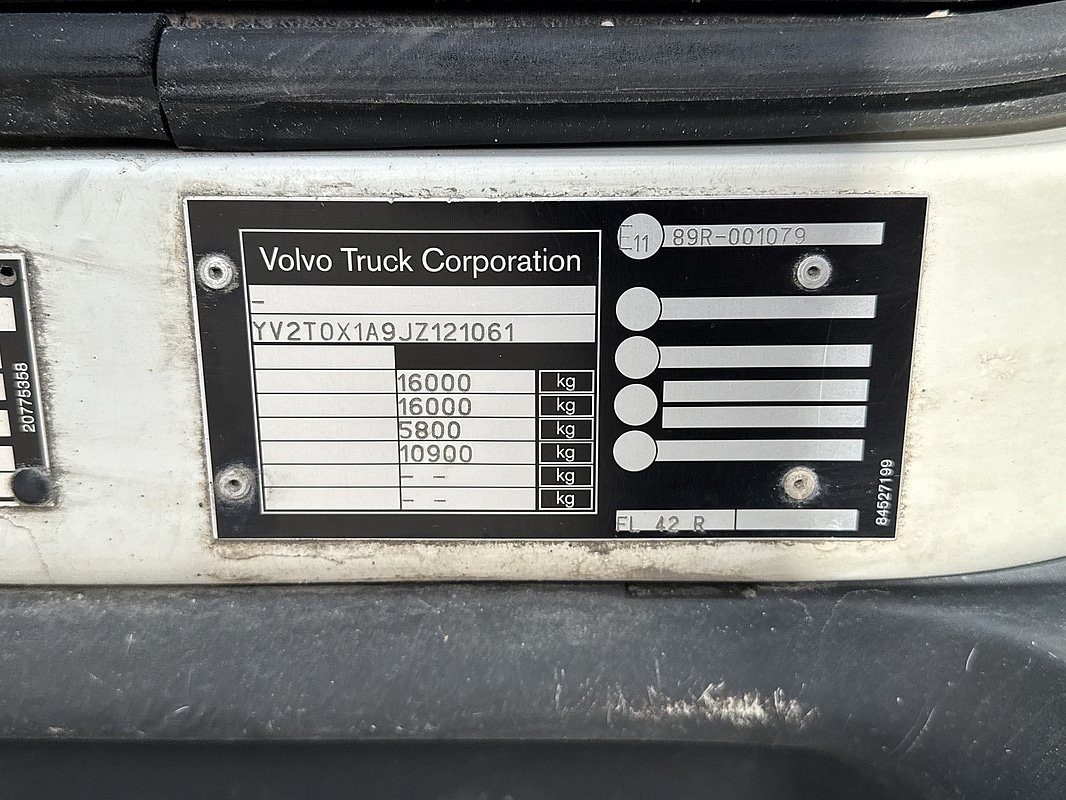 20775358
Volvo Truck Corporation
–
YV2T0X1A9JZ121061
16000 kg
16000 kg
5800 kg
10900 kg
– – kg
– – kg
E11 89R-001079
FL 42 R
84527199